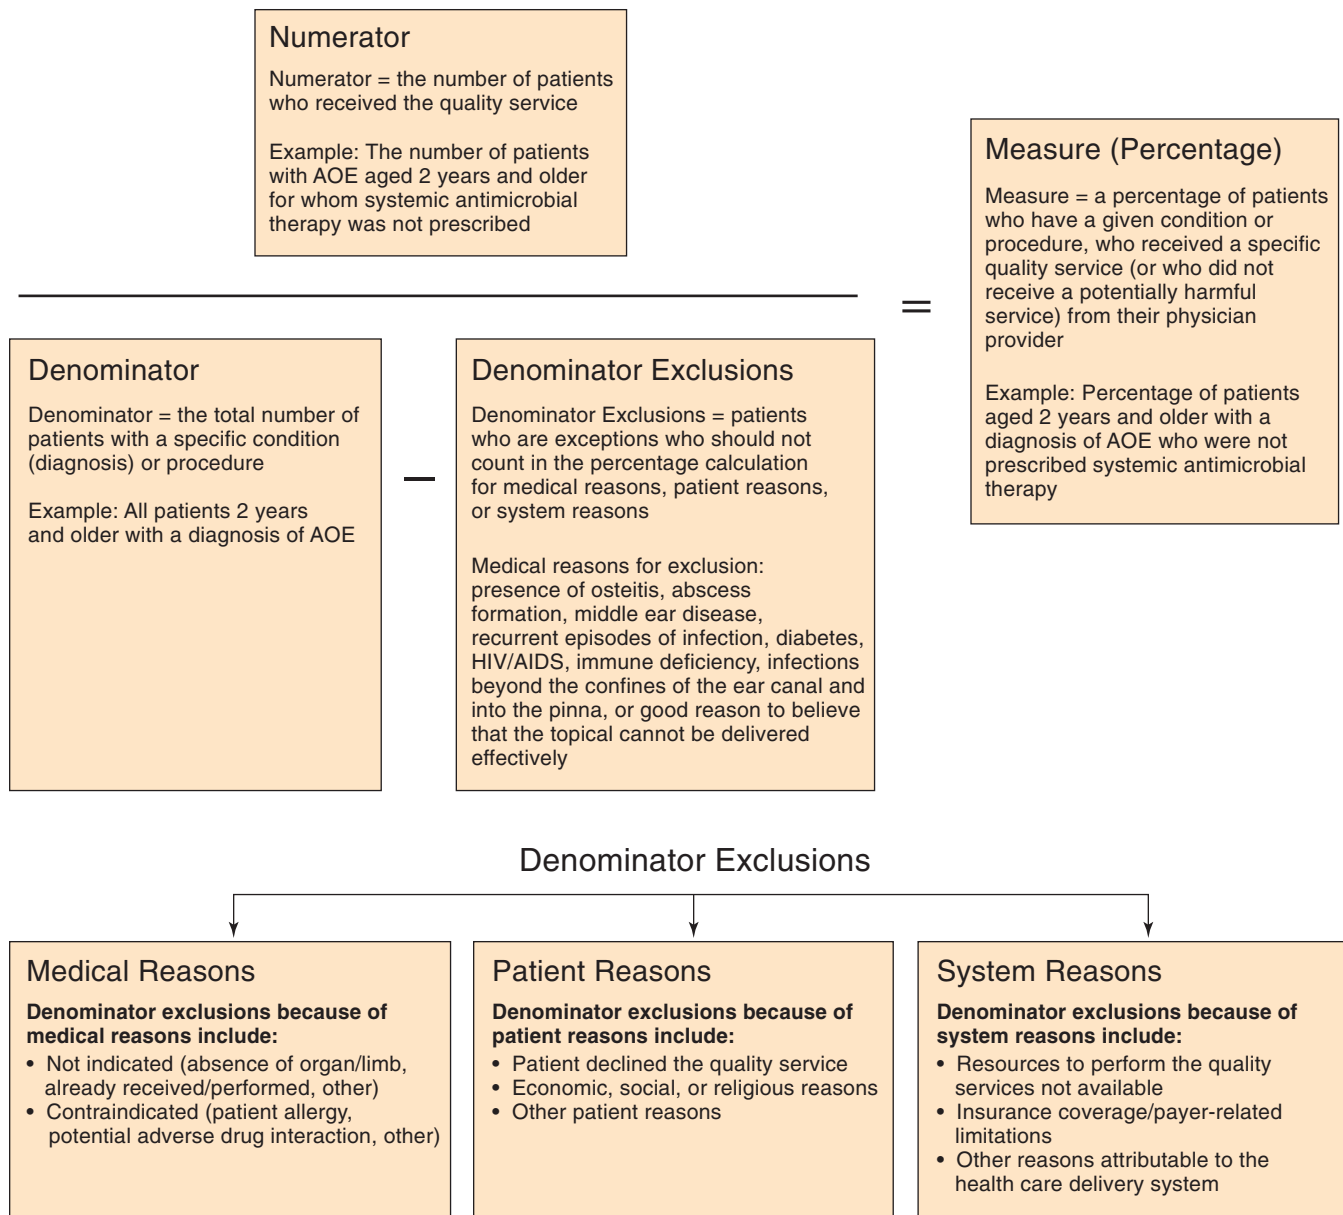 Numerator
Numerator = the number of patients
who received the quality service
Example: The number of patients
with AOE aged 2 years and older
for whom systemic antimicrobial
therapy was not prescribed
Denominator
Denominator = the total number of
patients with a specific condition
(diagnosis) or procedure
Example: All patients 2 years
and older with a diagnosis of AOE
—
Denominator Exclusions
Denominator Exclusions = patients
who are exceptions who should not
count in the percentage calculation
for medical reasons, patient reasons,
or system reasons
Medical reasons for exclusion:
presence of osteitis, abscess
formation, middle ear disease,
recurrent episodes of infection, diabetes,
HIV/AIDS, immune deficiency, infections
beyond the confines of the ear canal and
into the pinna, or good reason to believe
that the topical cannot be delivered
effectively
=
Measure (Percentage)
Measure = a percentage of patients
who have a given condition or
procedure, who received a specific
quality service (or who did not
receive a potentially harmful
service) from their physician
provider
Example: Percentage of patients
aged 2 years and older with a
diagnosis of AOE who were not
prescribed systemic antimicrobial
therapy
Denominator Exclusions
Medical Reasons
Denominator exclusions because of
medical reasons include:
• Not indicated (absence of organ/limb,
already received/performed, other)
• Contraindicated (patient allergy,
potential adverse drug interaction, other)
Patient Reasons
Denominator exclusions because of
patient reasons include:
• Patient declined the quality service
• Economic, social, or religious reasons
• Other patient reasons
System Reasons
Denominator exclusions because of
system reasons include:
• Resources to perform the quality
services not available
• Insurance coverage/payer-related
limitations
• Other reasons attributable to the
health care delivery system